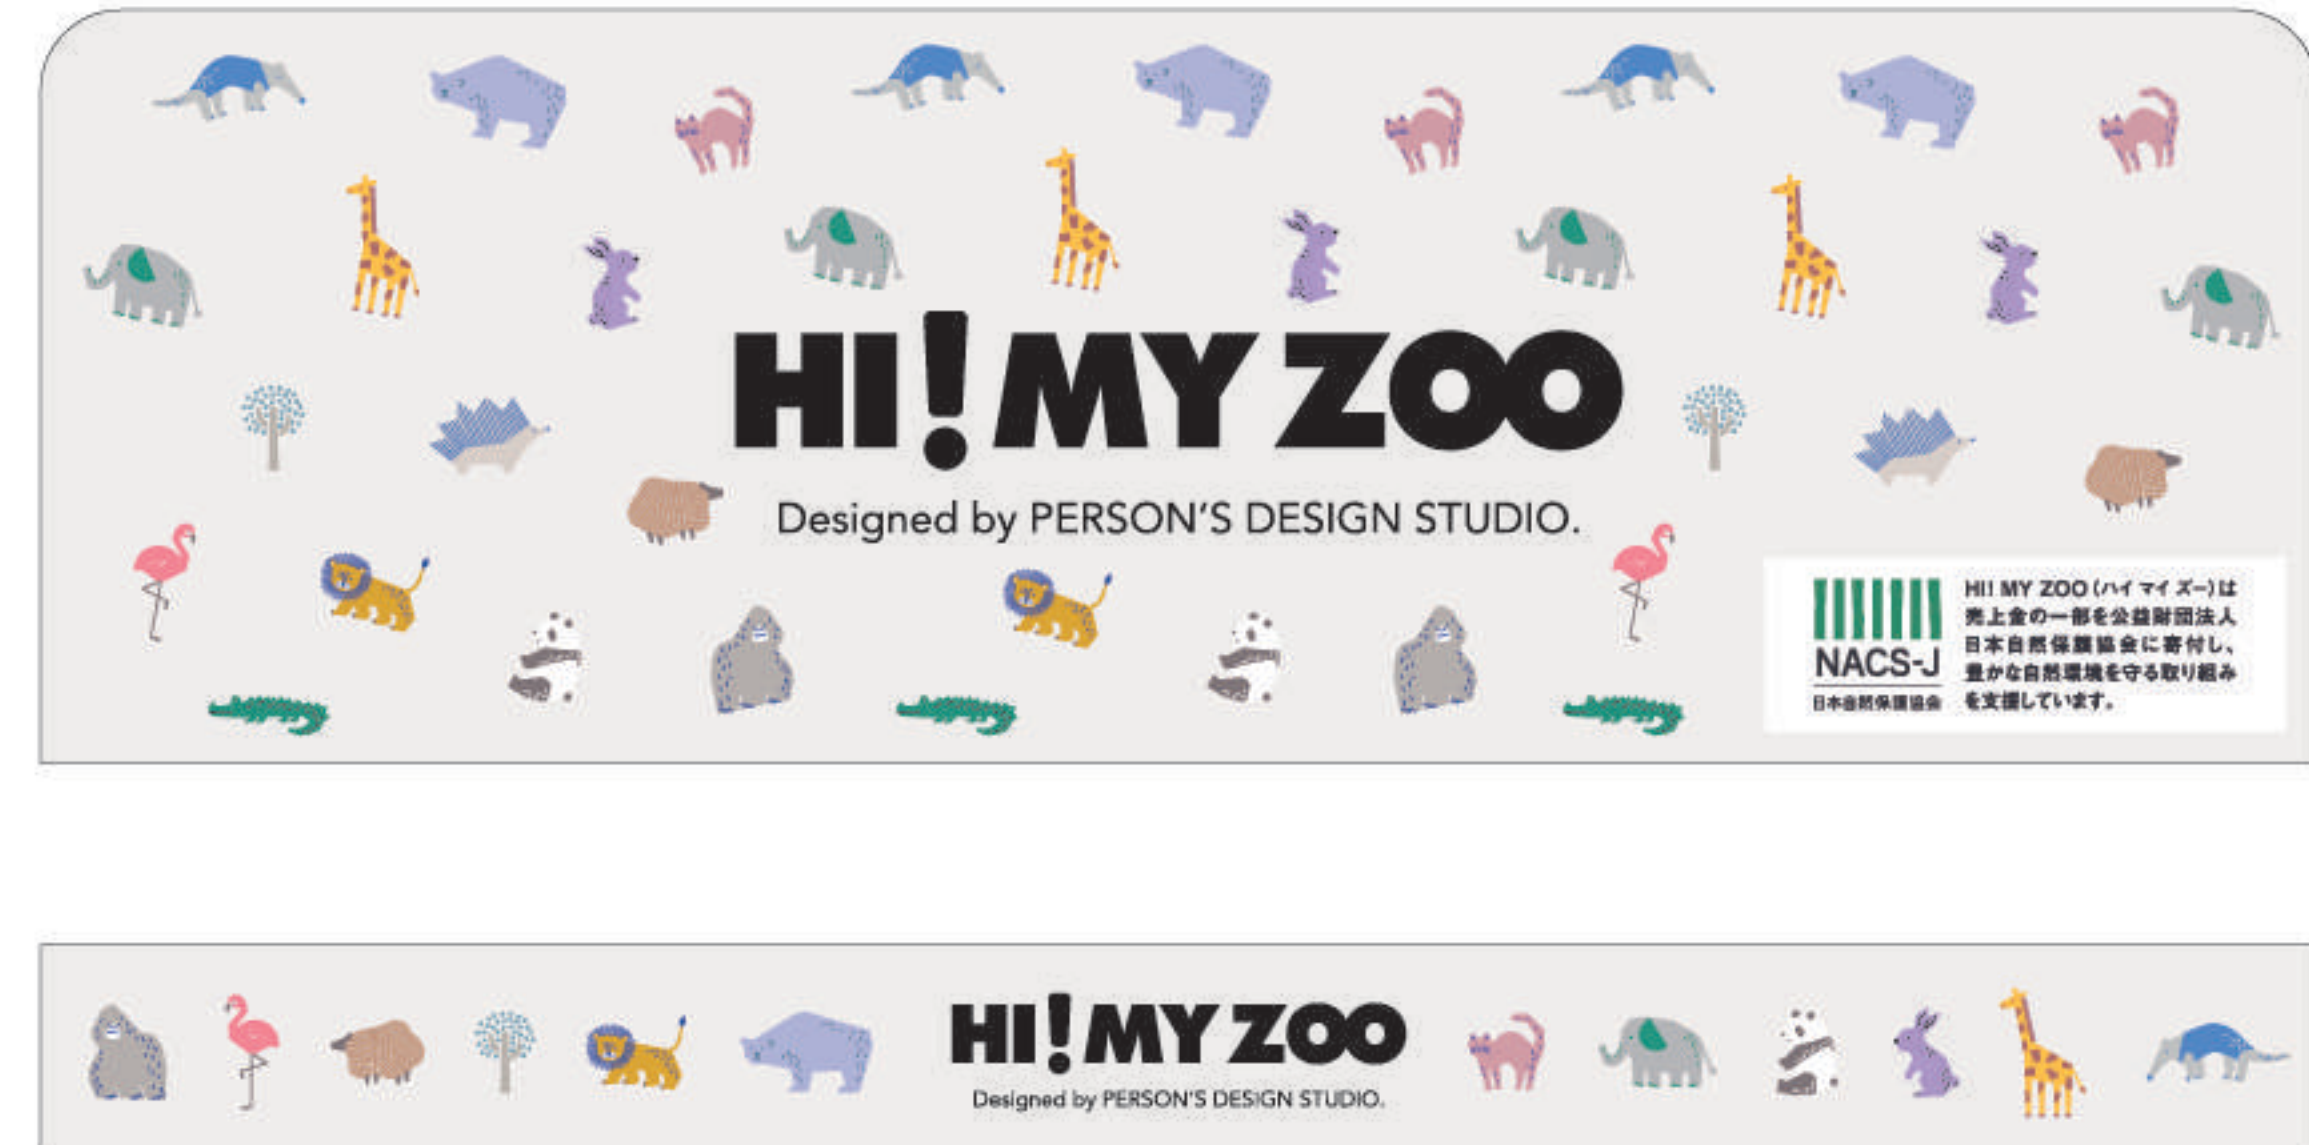 HI!MY ZOO
Designed by PERSON'S DESIGN STUDIO.
NACS-J
日本自然保護協会
HI! MY ZOO（ハイ マイ ズー）は
売上金の一部を公益財団法人
日本自然保護協会に寄付し、
豊かな自然環境を守る取り組み
を支援しています。
HI!MY ZOO
Designed by PERSON'S DESIGN STUDIO.